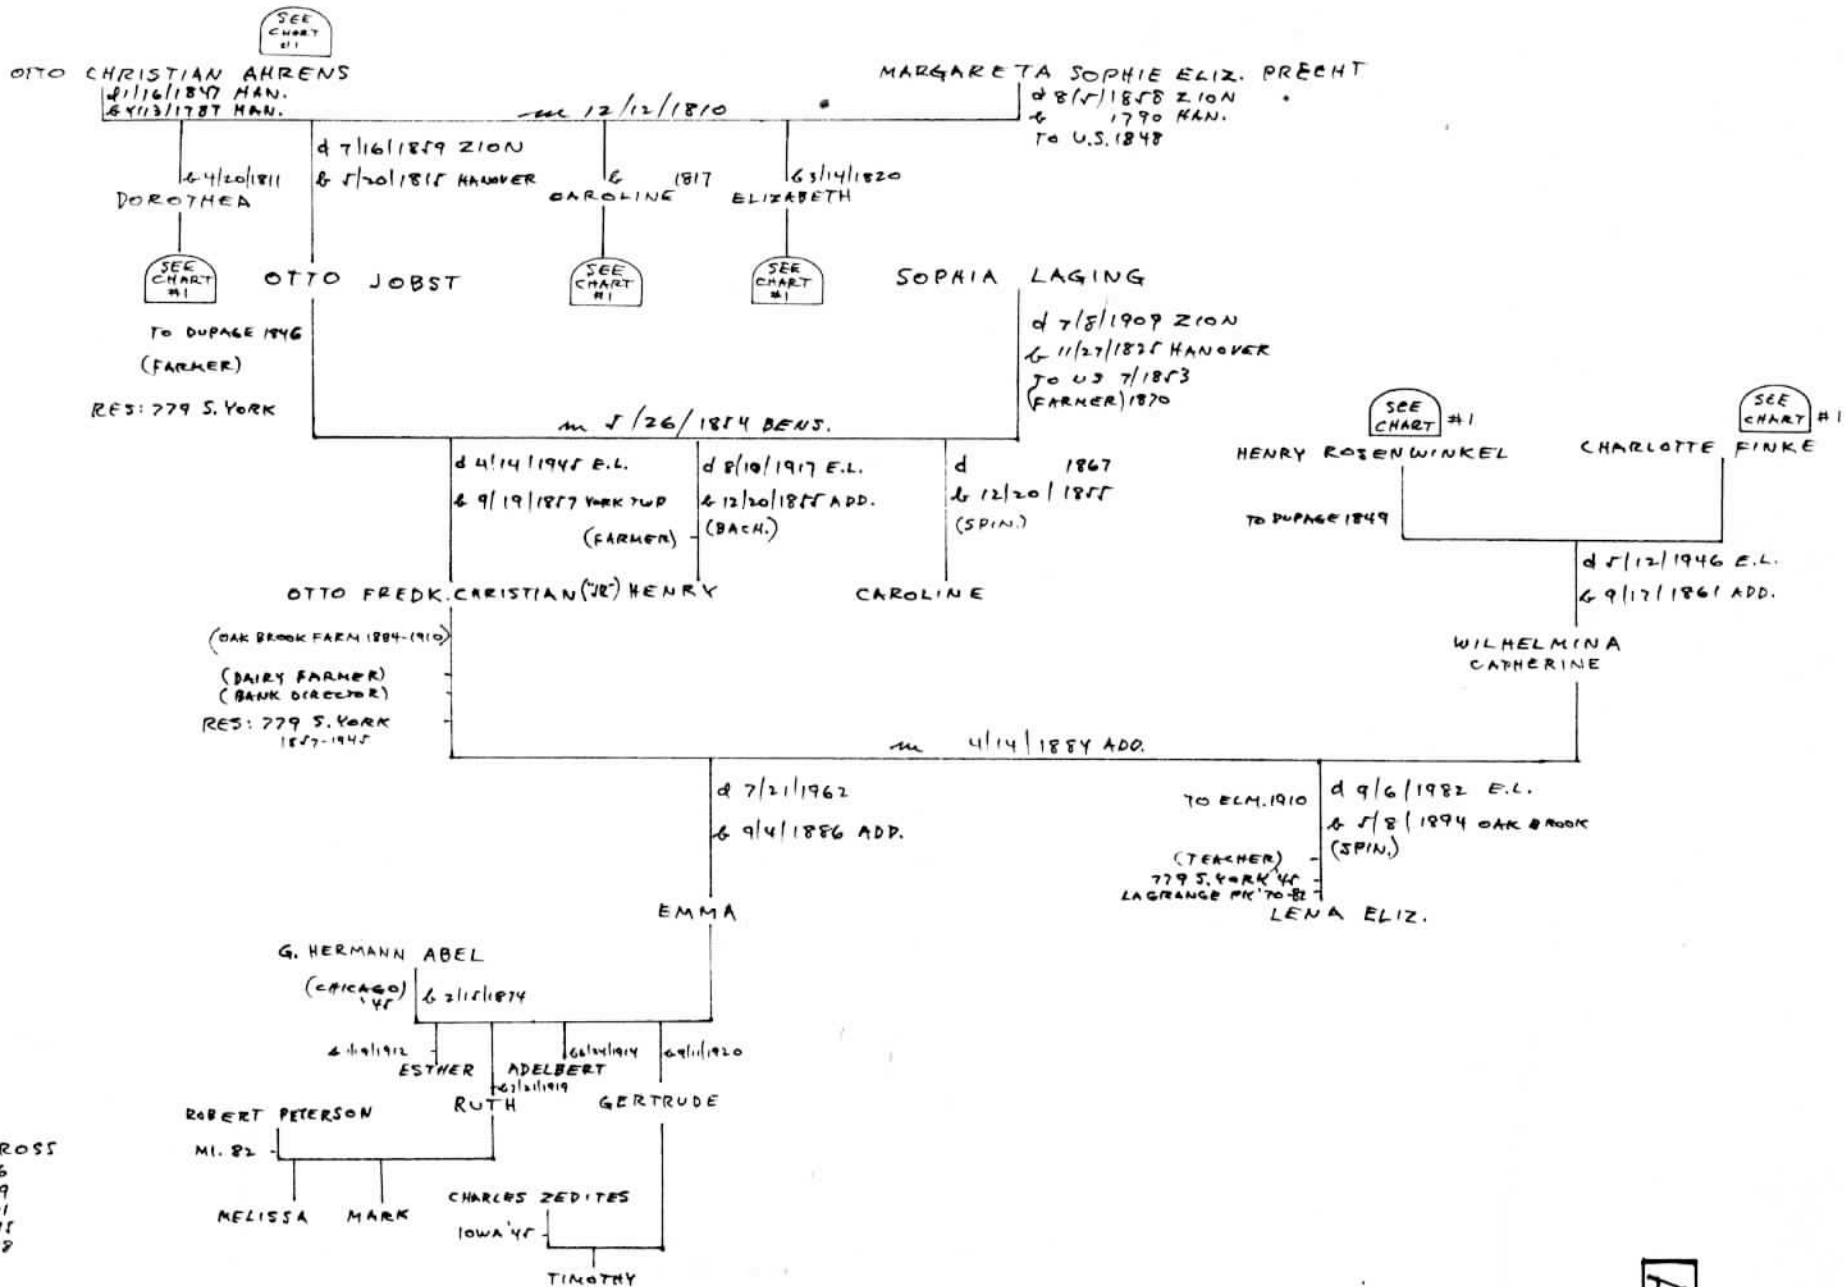 SEE
CHART
#1
OTTO CHRISTIAN AHRENS
d 1/16/1847 HAN.
b 4/13/1787 HAN.
MARGARETA SOPHIE ELIZ. PRECHT
d 8/5/1858 ZION
b 1790 HAN.
TO U.S. 1848
m 12/12/1810
b 4/20/1811
DOROTHEA
d 7/16/1859 ZION
b 5/20/1815 HANOVER
b 1817
CAROLINE
b 3/14/1820
ELIZABETH
SEE
CHART
#1
OTTO JOBST
SEE
CHART
#1
SEE
CHART
#1
SOPHIA LAGING
TO DUPAGE 1846
(FARMER)
RES: 779 S. YORK
d 7/8/1909 ZION
b 11/27/1825 HANOVER
TO US 7/1853
(FARMER) 1870
m 5/26/1854 BENS.
SEE
CHART #1
SEE
CHART #1
HENRY ROSENWINKEL
CHARLOTTE FINKE
TO DUPAGE 1849
d 4/14/1945 E.L.
b 9/19/1857 YORK TWP
d 8/10/1917 E.L.
b 12/20/1855 ADD.
(BACH.)
(FARMER)
d 1867
b 12/20/1855
(SPIN.)
d 5/12/1946 E.L.
b 9/17/1861 ADD.
OTTO FREDK. CARISTIAN ("JR") HENRY
CAROLINE
WILHELMINA
CATHERINE
(OAK BROOK FARM 1884-1910)
(DAIRY FARMER)
(BANK DIRECTOR)
RES: 779 S. YORK
1857-1945
m 4/14/1884 ADD.
d 7/21/1962
b 9/4/1886 ADD.
TO ELM. 1910
d 9/6/1982 E.L.
b 5/8/1894 OAK BROOK
(SPIN.)
(TEACHER)
779 S. YORK '45
LAGRANGE PK '70-82
EMMA
LENA ELIZ.
G. HERMANN ABEL
(CHICAGO)
'45
b 2/15/1874
ESTHER
ADELBERT
b 9/11/1920
RUTH
GERTRUDE
ROBERT PETERSON
MI. 82
MELISSA
MARK
CHARLES ZEDITES
IOWA '45
TIMOTHY
ROSS